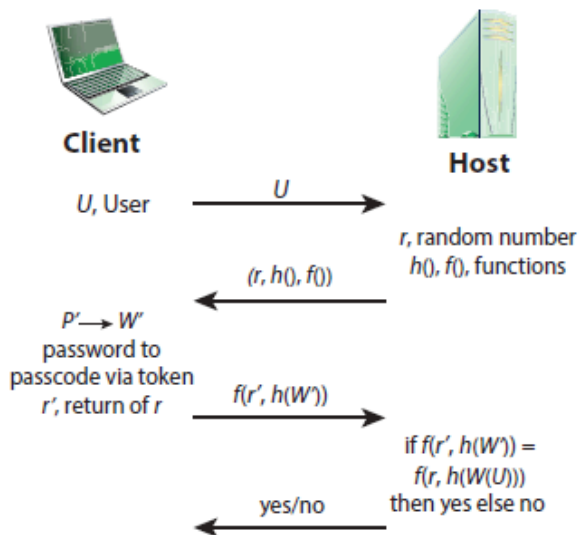 Client
Host
U, User
U
r, random number
h(), f(), functions
(r, h(), f())
P′ → W′
password to
passcode via token
r′, return of r
f(r′, h(W′))
if f(r′, h(W′)) =
f(r, h(W(U)))
then yes else no
yes/no